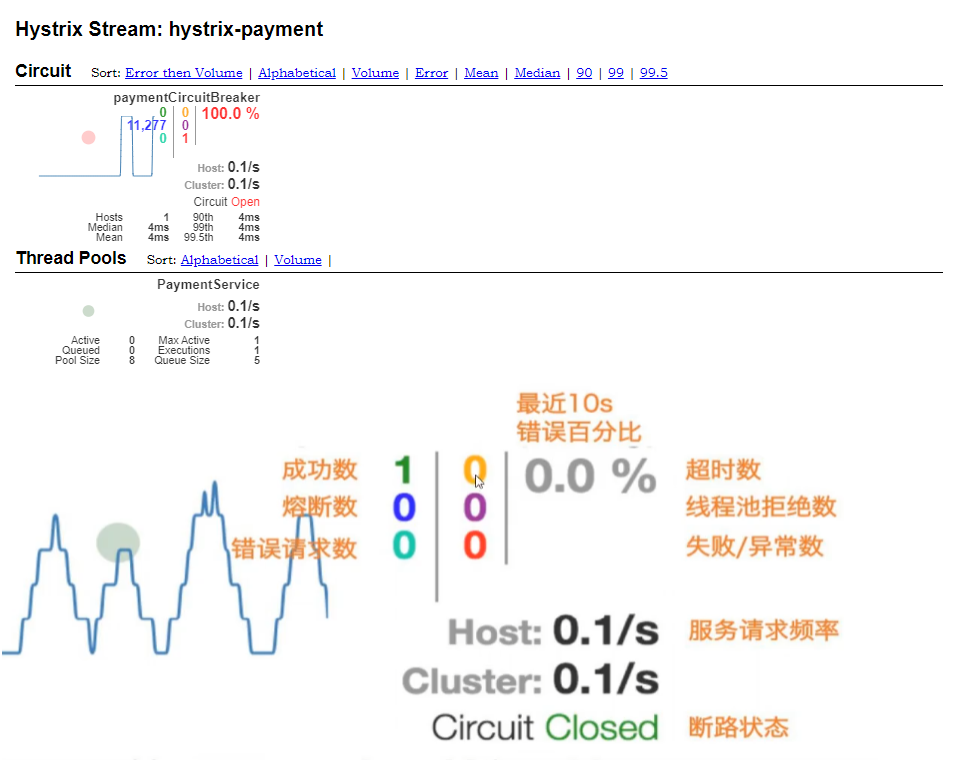 Hystrix Stream: hystrix-payment
Circuit Sort: Error then Volume | Alphabetical | Volume | Error | Mean | Median | 90 | 99 | 99.5
paymentCircuitBreaker
0 0 100.0 %
11,277 0
0 1
Host: 0.1/s
Cluster: 0.1/s
Circuit Open
Hosts 1 90th 4ms
Median 4ms 99th 4ms
Mean 4ms 99.5th 4ms
Thread Pools Sort: Alphabetical | Volume |
PaymentService
Host: 0.1/s
Cluster: 0.1/s
Active 0 Max Active 1
Queued 0 Executions 1
Pool Size 8 Queue Size 5
最近10s
错误百分比
成功数 1 0 0.0 % 超时数
熔断数 0 0 线程池拒绝数
错误请求数 0 0 失败/异常数
Host: 0.1/s 服务请求频率
Cluster: 0.1/s
Circuit Closed 断路状态